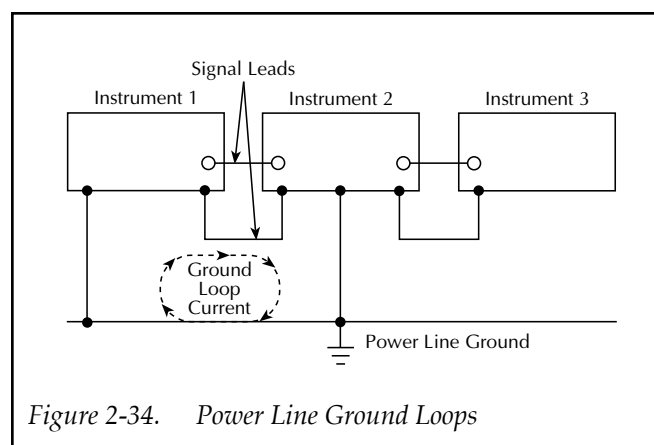 Signal Leads
Instrument 1
Instrument 2
Instrument 3
Ground
Loop
Current
Power Line Ground
Figure 2-34. Power Line Ground Loops